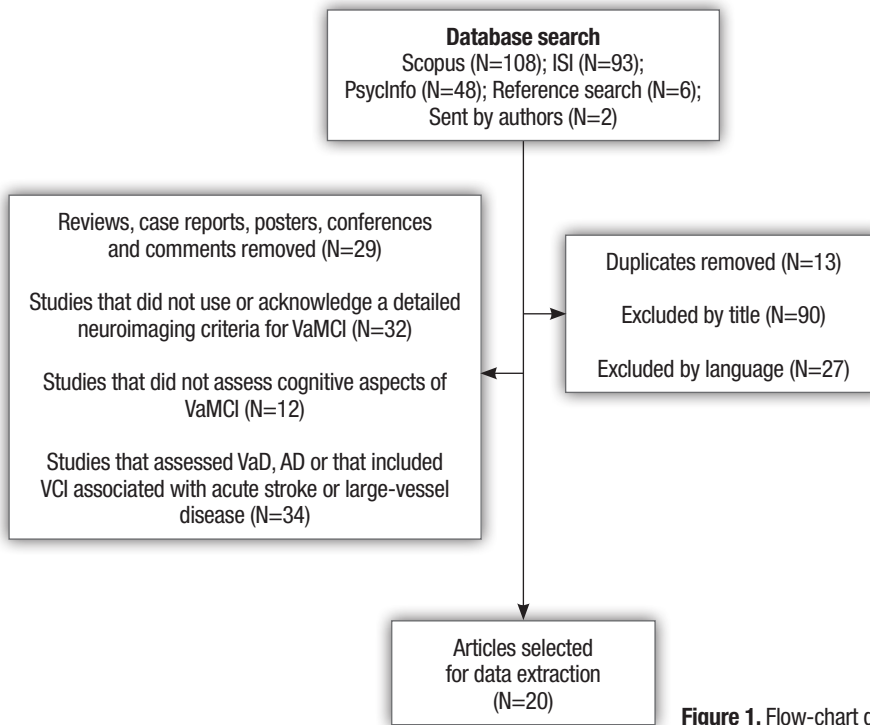 Database search
Scopus (N=108); ISI (N=93);
PsycInfo (N=48); Reference search (N=6);
Sent by authors (N=2)
Reviews, case reports, posters, conferences
and comments removed (N=29)
Studies that did not use or acknowledge a detailed
neuroimaging criteria for VaMCI (N=32)
Studies that did not assess cognitive aspects of
VaMCI (N=12)
Studies that assessed VaD, AD or that included
VCI associated with acute stroke or large-vessel
disease (N=34)
Duplicates removed (N=13)
Excluded by title (N=90)
Excluded by language (N=27)
Articles selected
for data extraction
(N=20)
Figure 1. Flow-chart